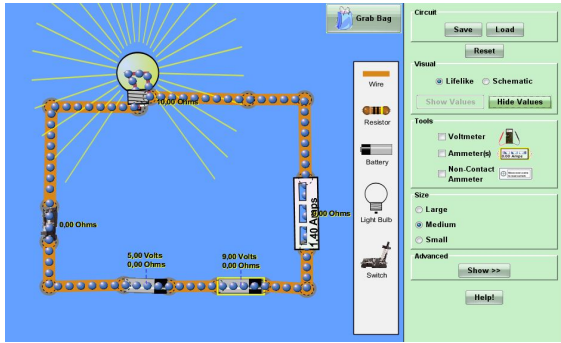 Grab Bag
10,00 Ohms
0,00 Ohms
1.40 Amps
0,00 Ohms
5,00 Volts
0,00 Ohms
9,00 Volts
0,00 Ohms
Wire
Resistor
Battery
Light Bulb
Switch
Circuit
Save
Load
Reset
Visual
Lifelike
Schematic
Show Values
Hide Values
Tools
Voltmeter
Ammeter(s)
Non-Contact
Ammeter
Size
Large
Medium
Small
Advanced
Show >>
Help!